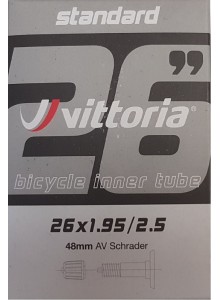 standard
26”
vittoria
bicycle inner tube
26x1.95/2.5
48mm AV Schrader